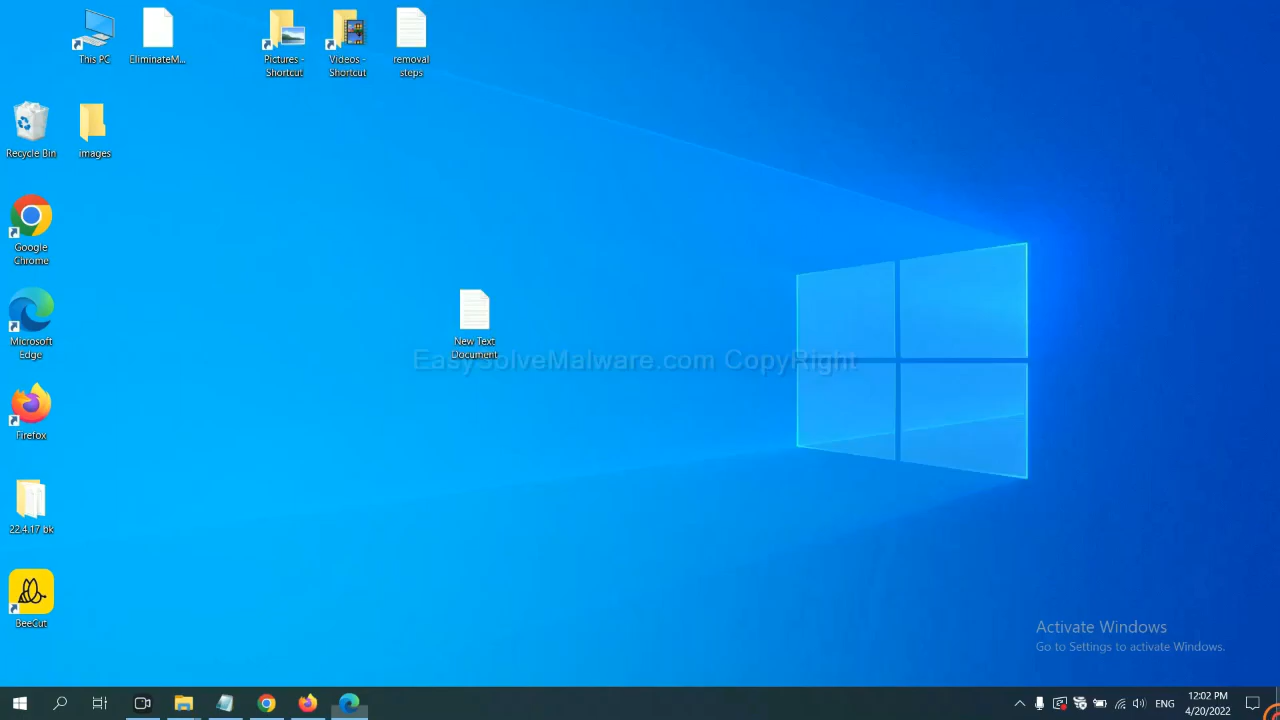 This PC
EliminateM...
Pictures -
Shortcut
Videos -
Shortcut
removal
steps
Recycle Bin
images
Google
Chrome
Microsoft
Edge
New Text
Document
EasySolveMalware.com CopyRight
Firefox
22.4.17 bk
BeeCut
Activate Windows
Go to Settings to activate Windows.
ENG
12:02 PM
4/20/2022